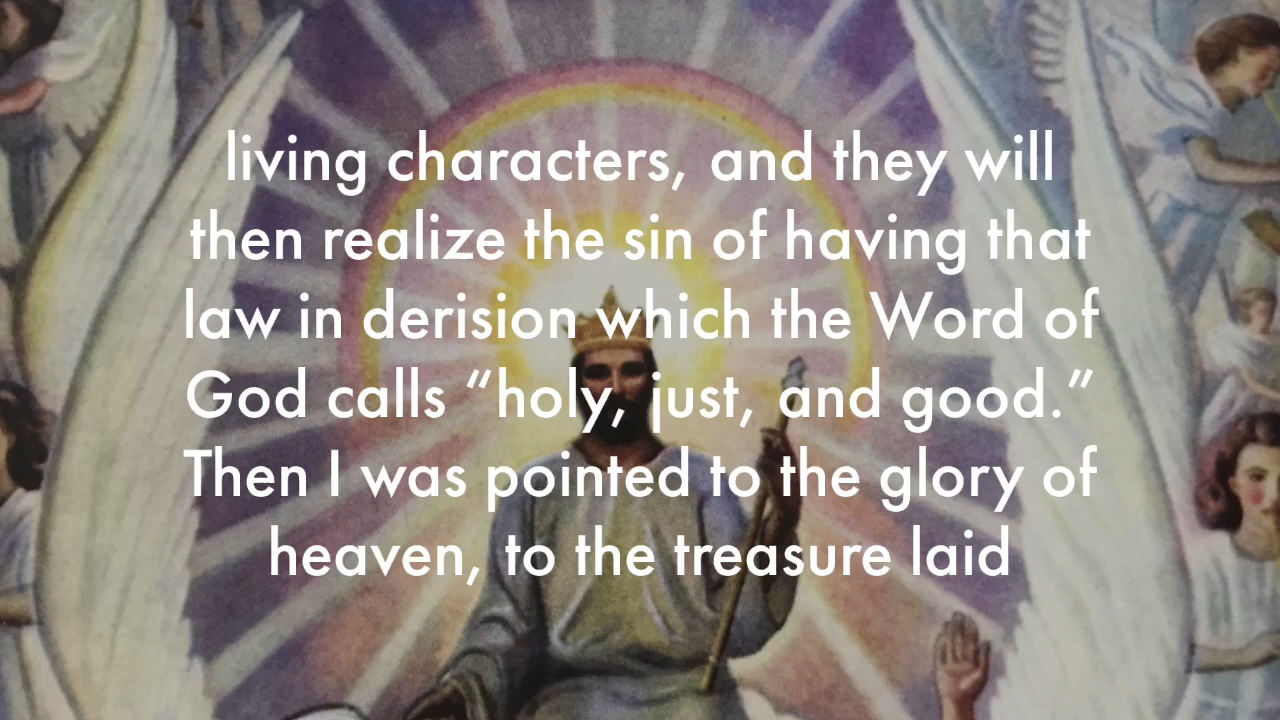 living characters, and they will
then realize the sin of having that
law in derision which the Word of
God calls “holy, just, and good.”
Then I was pointed to the glory of
heaven, to the treasure laid